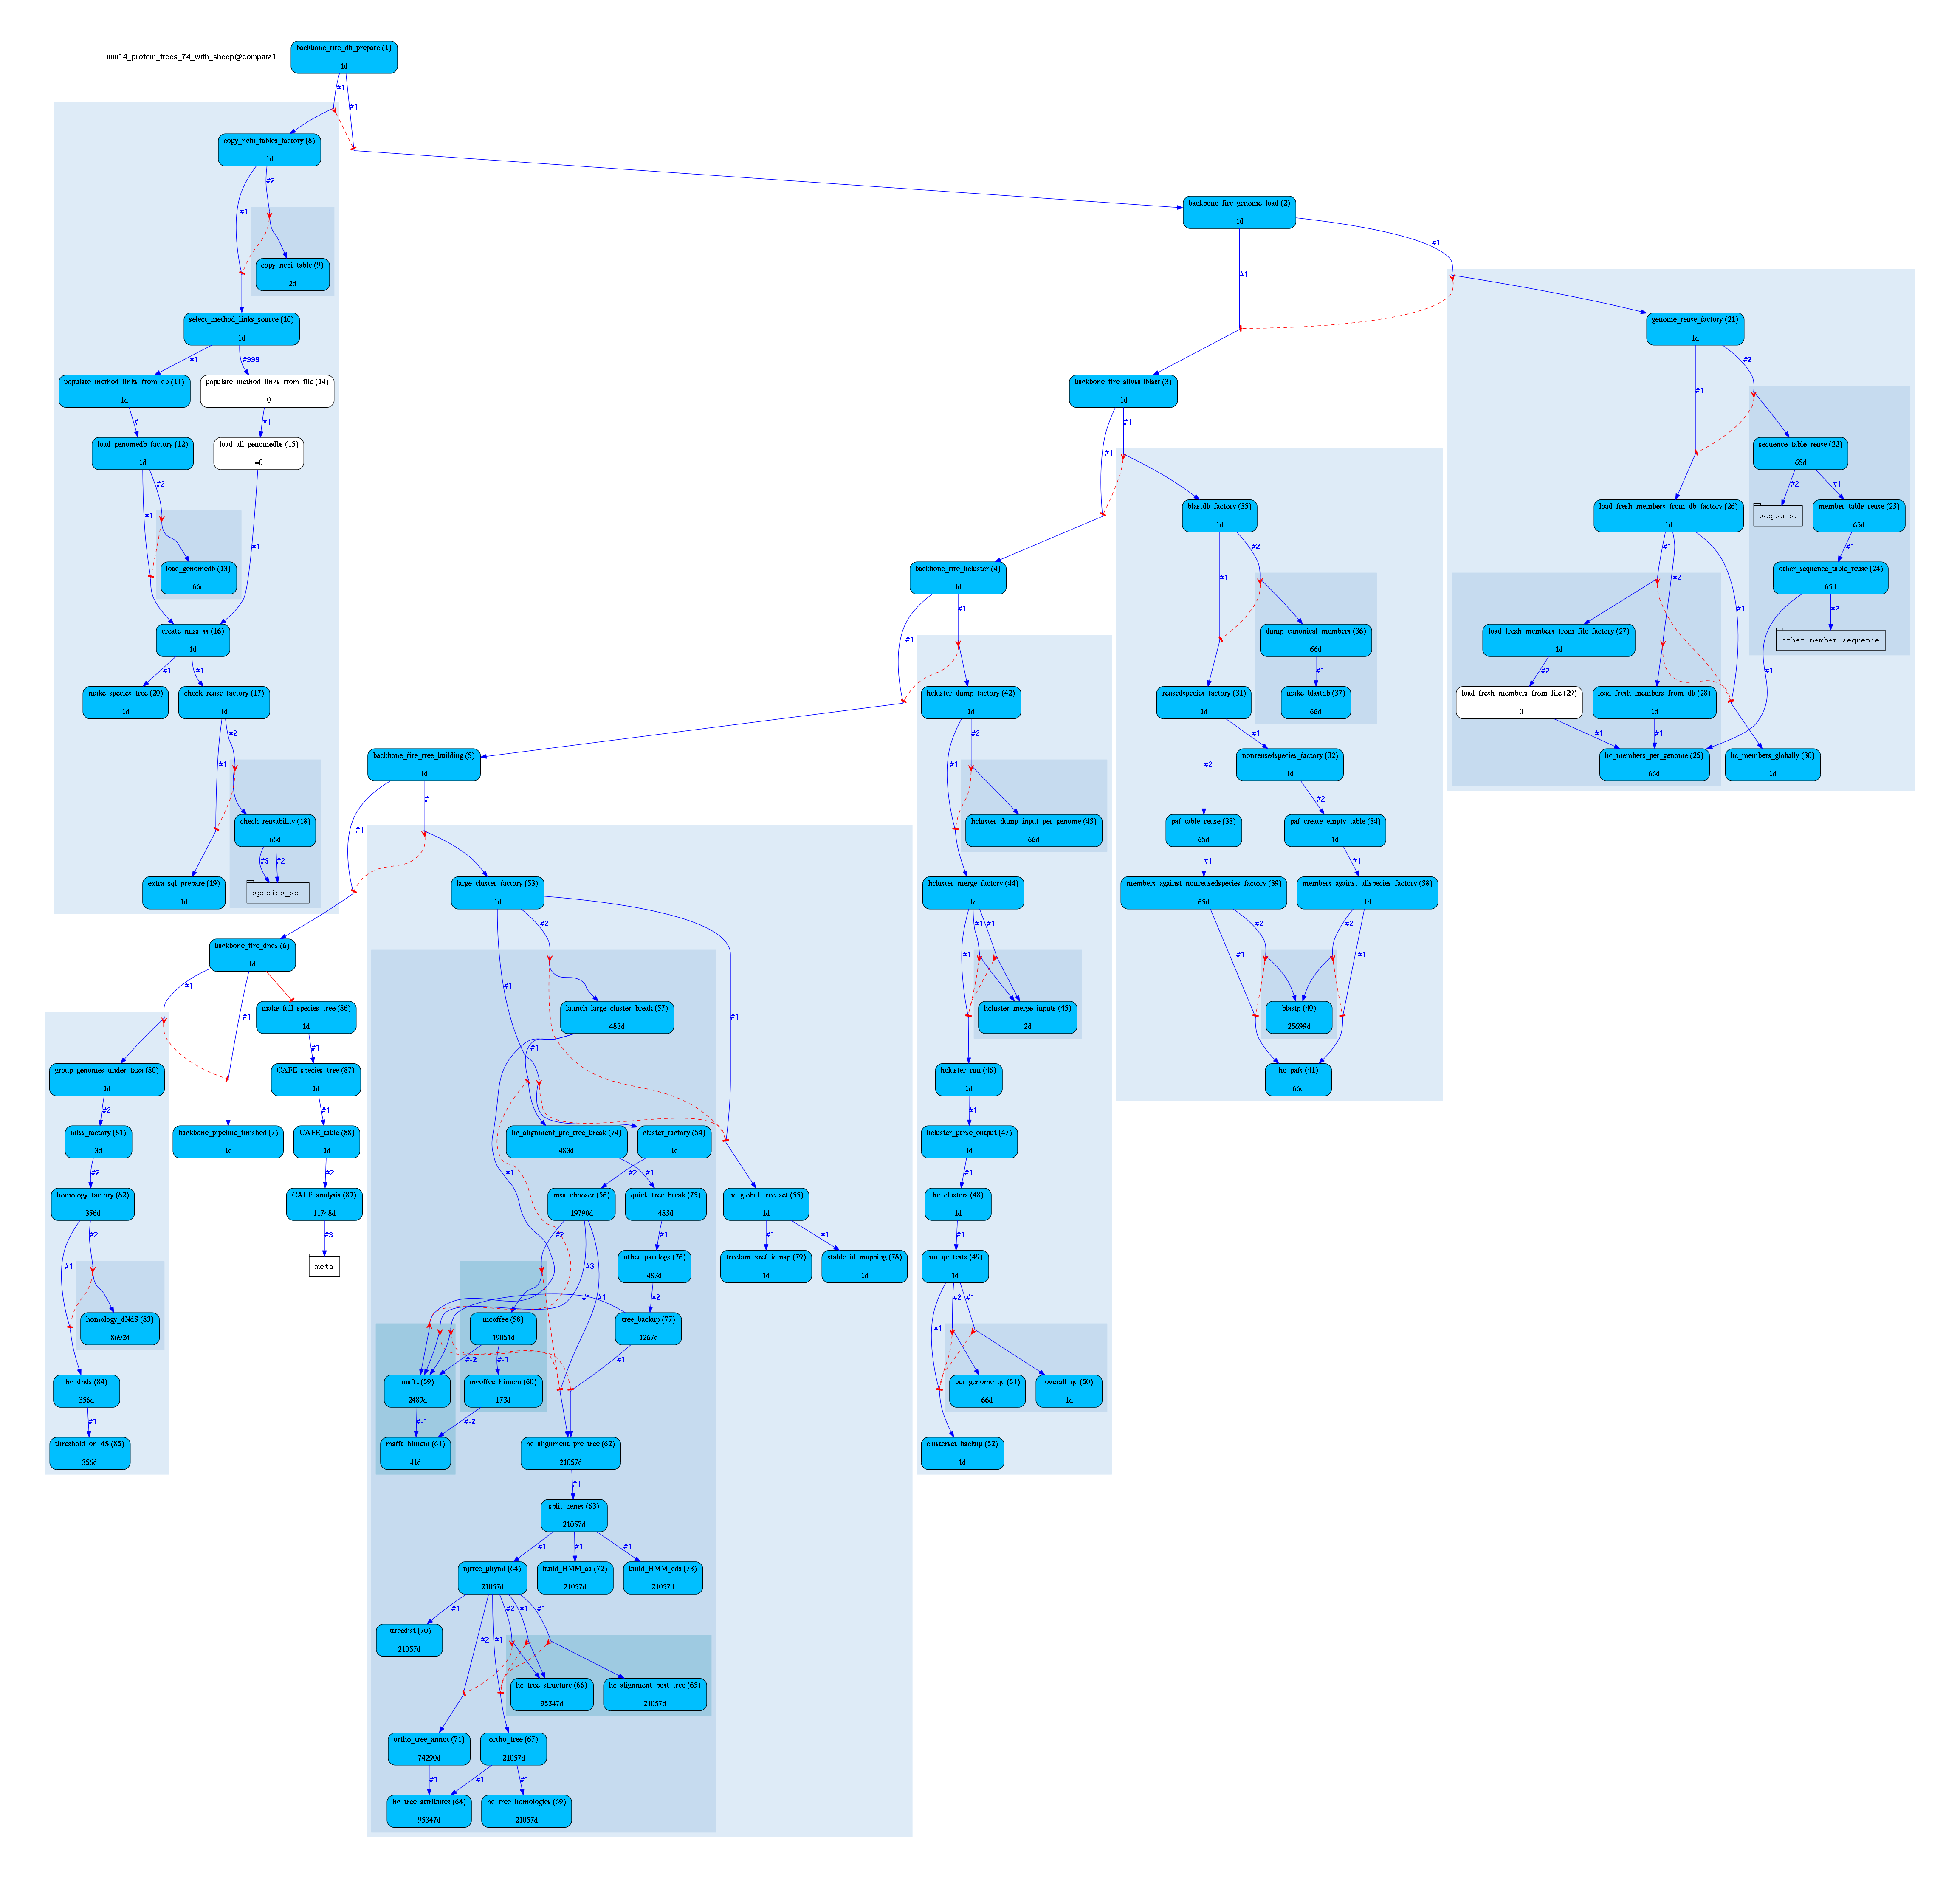 mm14_protein_trees_74_with_sheep@compara1
backbone_fire_db_prepare (1)
1d
#1
#1
copy_ncbi_tables_factory (8)
1d
#2
#1
copy_ncbi_table (9)
2d
select_method_links_source (10)
1d
#1
#999
populate_method_links_from_db (11)
1d
populate_method_links_from_file (14)
=0
#1
#1
load_genomedb_factory (12)
1d
load_all_genomedbs (15)
=0
#2
#1
#1
load_genomedb (13)
66d
create_mlss_ss (16)
1d
#1
#1
make_species_tree (20)
1d
check_reuse_factory (17)
1d
#2
#1
check_reusability (18)
66d
#3
#2
extra_sql_prepare (19)
1d
species_set
backbone_fire_genome_load (2)
1d
#1
#1
genome_reuse_factory (21)
1d
#2
#1
sequence_table_reuse (22)
65d
#2
#1
sequence
member_table_reuse (23)
65d
#1
other_sequence_table_reuse (24)
65d
#2
#1
other_member_sequence
load_fresh_members_from_db_factory (26)
1d
#1
#2
#1
load_fresh_members_from_file_factory (27)
1d
#2
load_fresh_members_from_file (29)
=0
load_fresh_members_from_db (28)
1d
#1
#1
hc_members_per_genome (25)
66d
hc_members_globally (30)
1d
backbone_fire_allvsallblast (3)
1d
#1
#1
blastdb_factory (35)
1d
#2
#1
dump_canonical_members (36)
66d
#1
make_blastdb (37)
66d
reusedspecies_factory (31)
1d
#1
#2
nonreusedspecies_factory (32)
1d
#2
paf_table_reuse (33)
65d
paf_create_empty_table (34)
1d
#1
#1
members_against_nonreusedspecies_factory (39)
65d
members_against_allspecies_factory (38)
1d
#2
#2
#1
#1
blastp (40)
25699d
hc_pafs (41)
66d
backbone_fire_hcluster (4)
1d
#1
#1
hcluster_dump_factory (42)
1d
#2
#1
hcluster_dump_input_per_genome (43)
66d
hcluster_merge_factory (44)
1d
#1
#1
#1
hcluster_merge_inputs (45)
2d
hcluster_run (46)
1d
#1
hcluster_parse_output (47)
1d
#1
hc_clusters (48)
1d
#1
run_qc_tests (49)
1d
#2
#1
#1
per_genome_qc (51)
66d
overall_qc (50)
1d
clusterset_backup (52)
1d
backbone_fire_tree_building (5)
1d
#1
#1
large_cluster_factory (53)
1d
#2
#1
#1
launch_large_cluster_break (57)
483d
#1
#1
hc_alignment_pre_tree_break (74)
483d
cluster_factory (54)
1d
#2
#1
msa_chooser (56)
19790d
quick_tree_break (75)
483d
hc_global_tree_set (55)
1d
#2
#1
#1
#1
other_paralogs (76)
483d
treefam_xref_idmap (79)
1d
stable_id_mapping (78)
1d
#3
#2
#1
#1
mcoffee (58)
19051d
tree_backup (77)
1267d
#-2
#-1
#1
mafft (59)
2489d
mcoffee_himem (60)
173d
#-1
#-2
mafft_himem (61)
41d
hc_alignment_pre_tree (62)
21057d
#1
split_genes (63)
21057d
#1
#1
#1
njtree_phyml (64)
21057d
build_HMM_aa (72)
21057d
build_HMM_cds (73)
21057d
#1
#2
#1
#1
ktreedist (70)
21057d
#2
#1
hc_tree_structure (66)
95347d
hc_alignment_post_tree (65)
21057d
ortho_tree_annot (71)
74290d
ortho_tree (67)
21057d
#1
#1
#1
hc_tree_attributes (68)
95347d
hc_tree_homologies (69)
21057d
backbone_fire_dnds (6)
1d
#1
#1
make_full_species_tree (86)
1d
#1
group_genomes_under_taxa (80)
1d
CAFE_species_tree (87)
1d
#2
#1
mlss_factory (81)
3d
backbone_pipeline_finished (7)
1d
CAFE_table (88)
1d
#2
#2
homology_factory (82)
356d
CAFE_analysis (89)
11748d
#2
#3
#1
meta
homology_dNdS (83)
8692d
hc_dnds (84)
356d
#1
threshold_on_dS (85)
356d